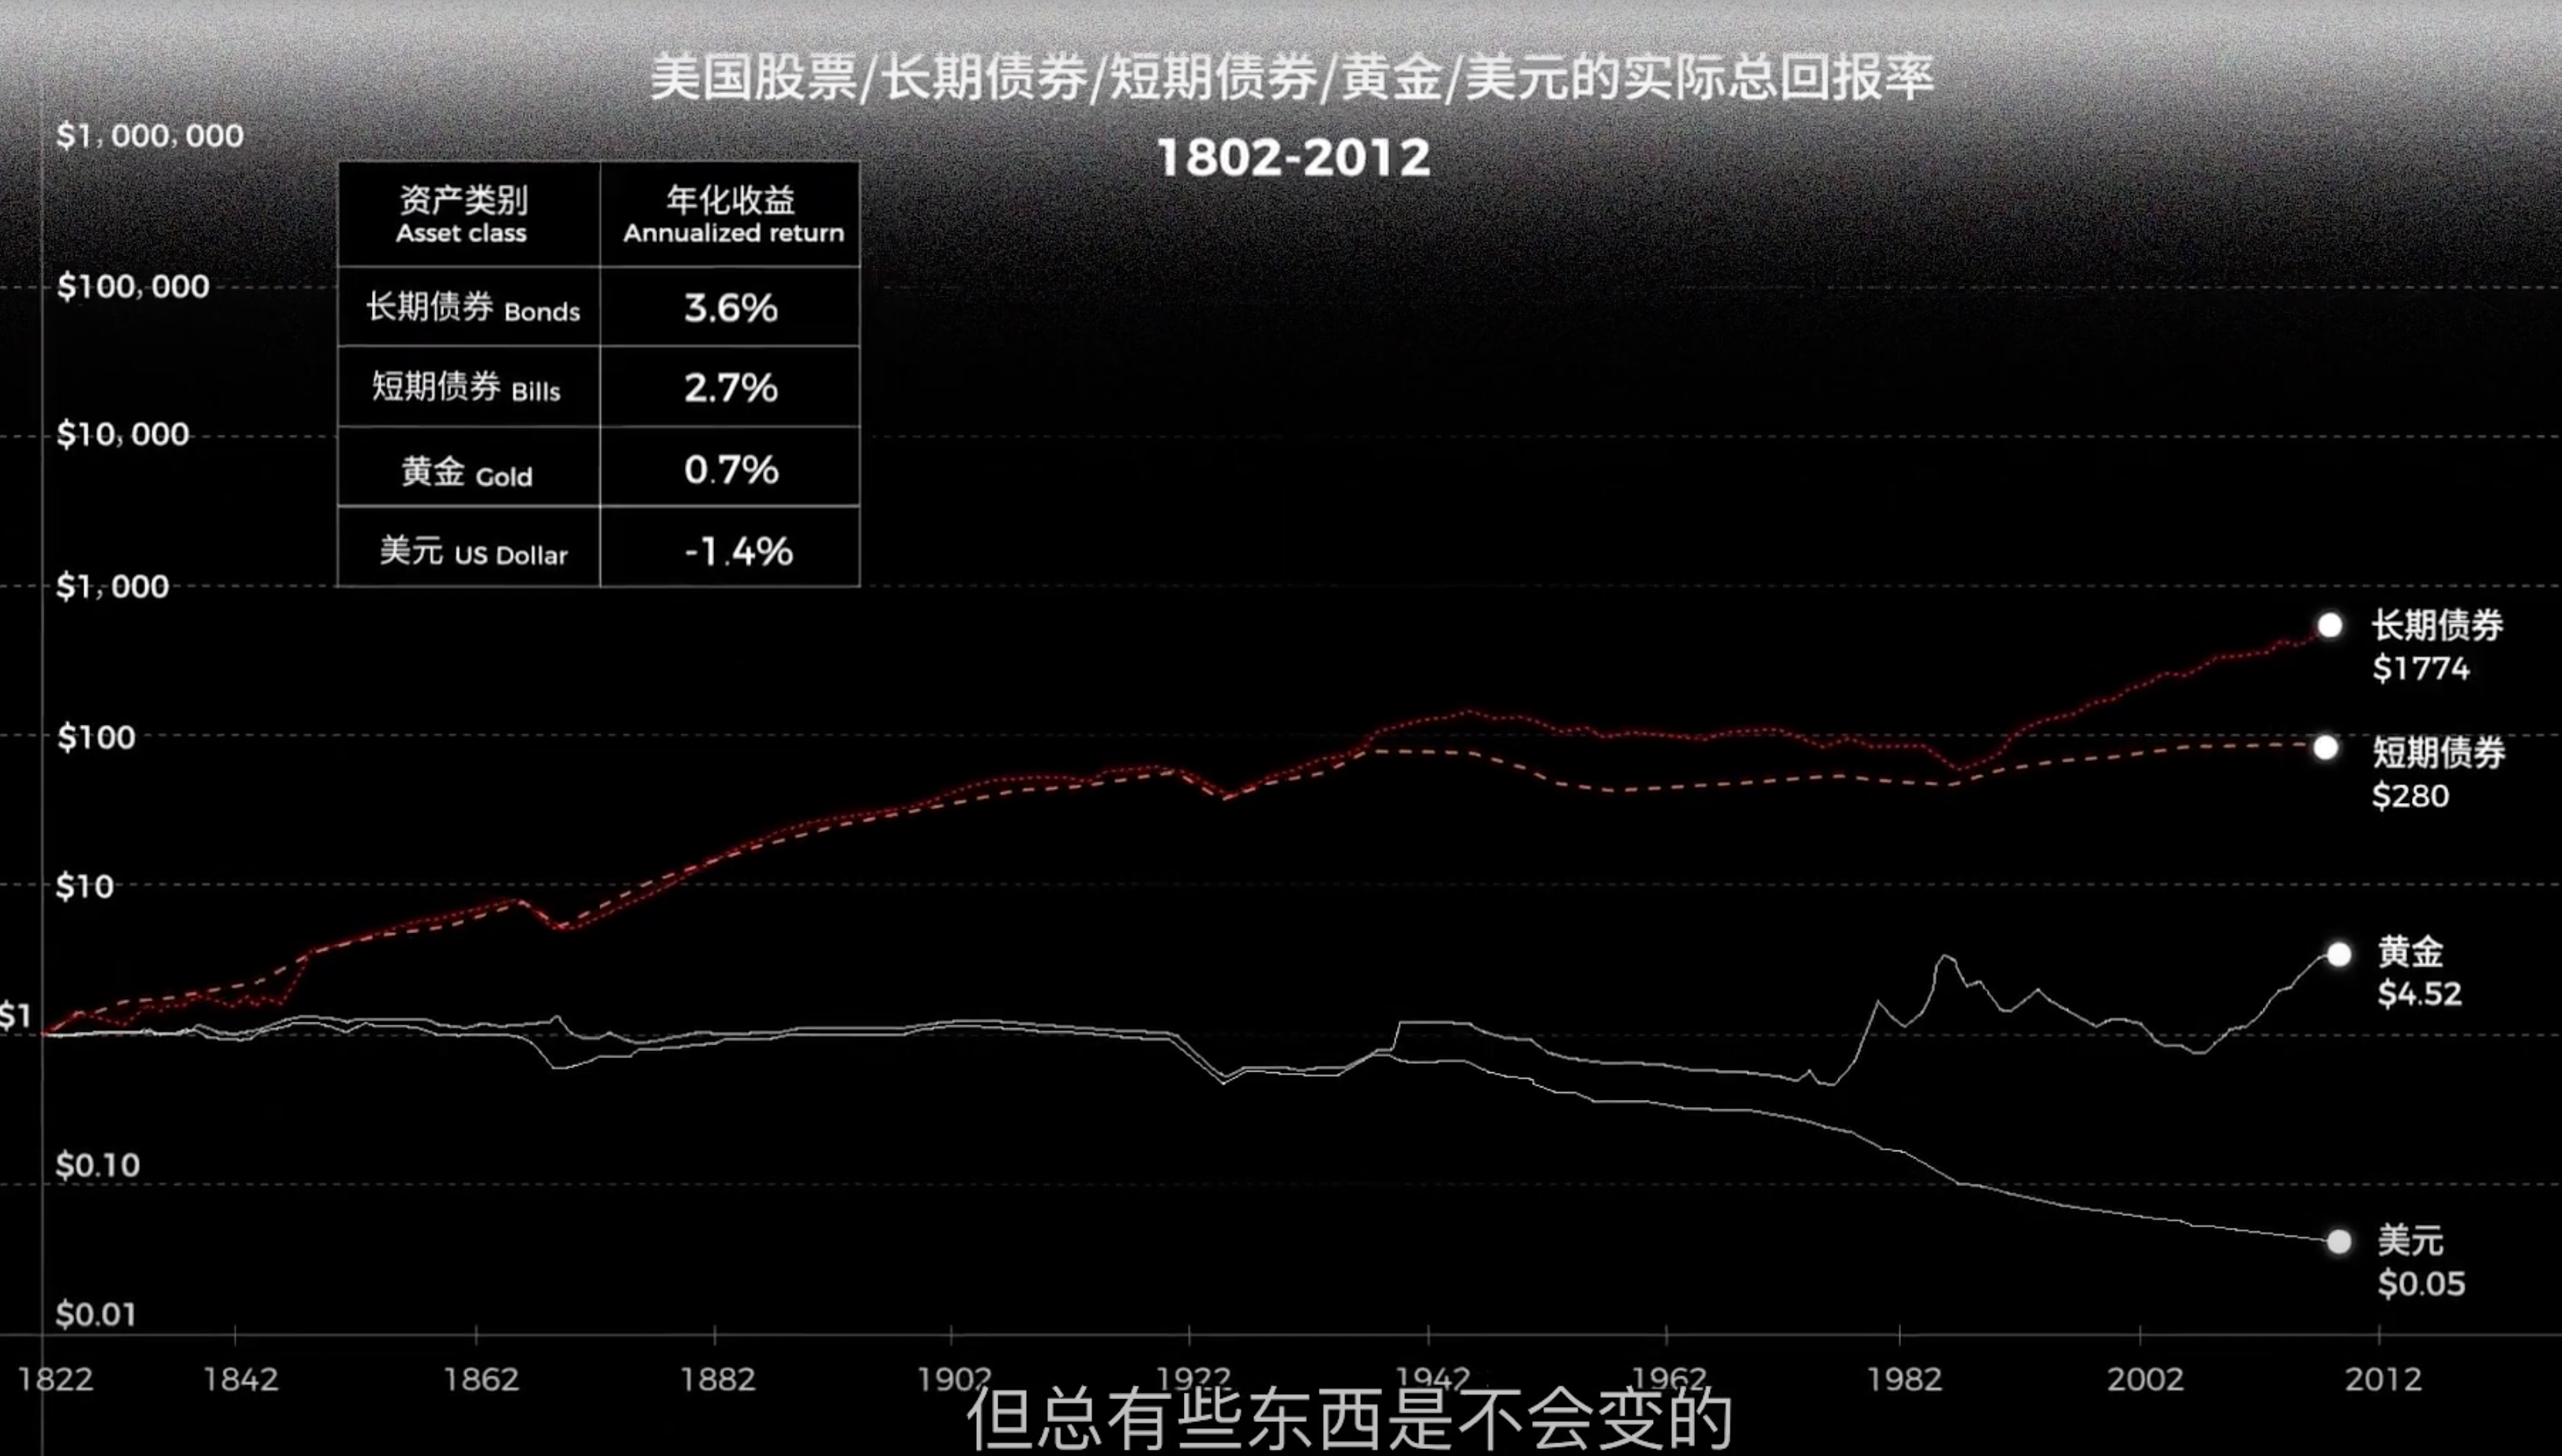 美国股票/长期债券/短期债券/黄金/美元的实际总回报率
1802-2012
$1,000,000
$100,000
$10,000
$1,000
$100
$10
$1
$0.10
$0.01
资产类别 年化收益
Asset class Annualized return
长期债券 Bonds 3.6%
短期债券 Bills 2.7%
黄金 Gold 0.7%
美元 US Dollar -1.4%
长期债券
$1774
短期债券
$280
黄金
$4.52
美元
$0.05
1822 1842 1862 1882 1902 1922 1942 1962 1982 2002 2012
但总有些东西是不会变的